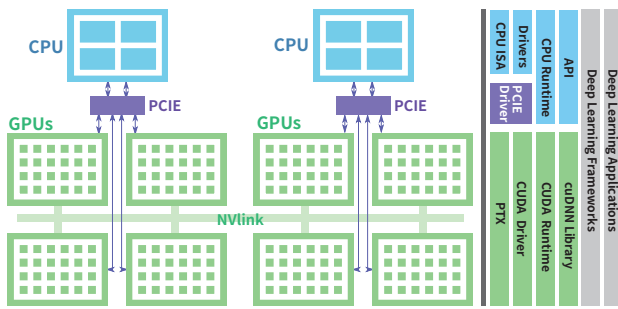 CPU
CPU
PCIE
PCIE
GPUs
GPUs
NVlink
CPU ISA
Drivers
CPU Runtime
API
PCIE
Driver
PTX
CUDA Driver
CUDA Runtime
cuDNN Library
Deep Learning Frameworks
Deep Learning Applications